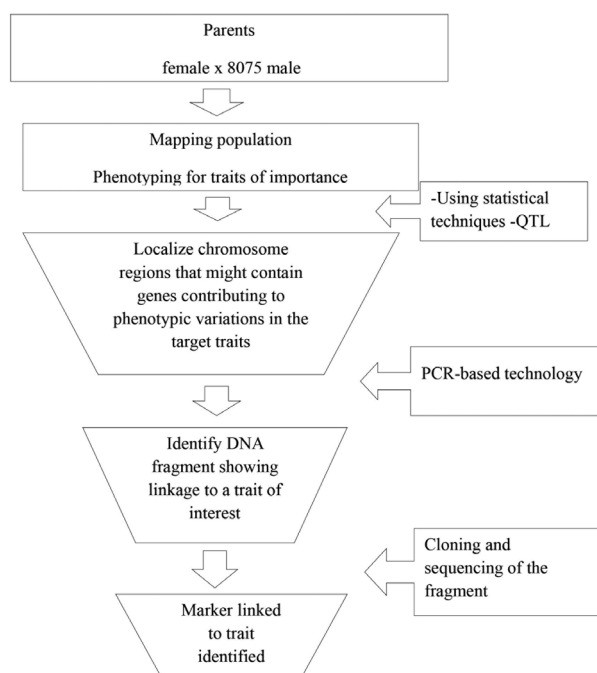 Parents
female x 8075 male
Mapping population
Phenotyping for traits of importance
-Using statistical
techniques -QTL
Localize chromosome
regions that might contain
genes contributing to
phenotypic variations in the
target traits
PCR-based technology
Identify DNA
fragment showing
linkage to a trait of
interest
Cloning and
sequencing of the
fragment
Marker linked
to trait
identified